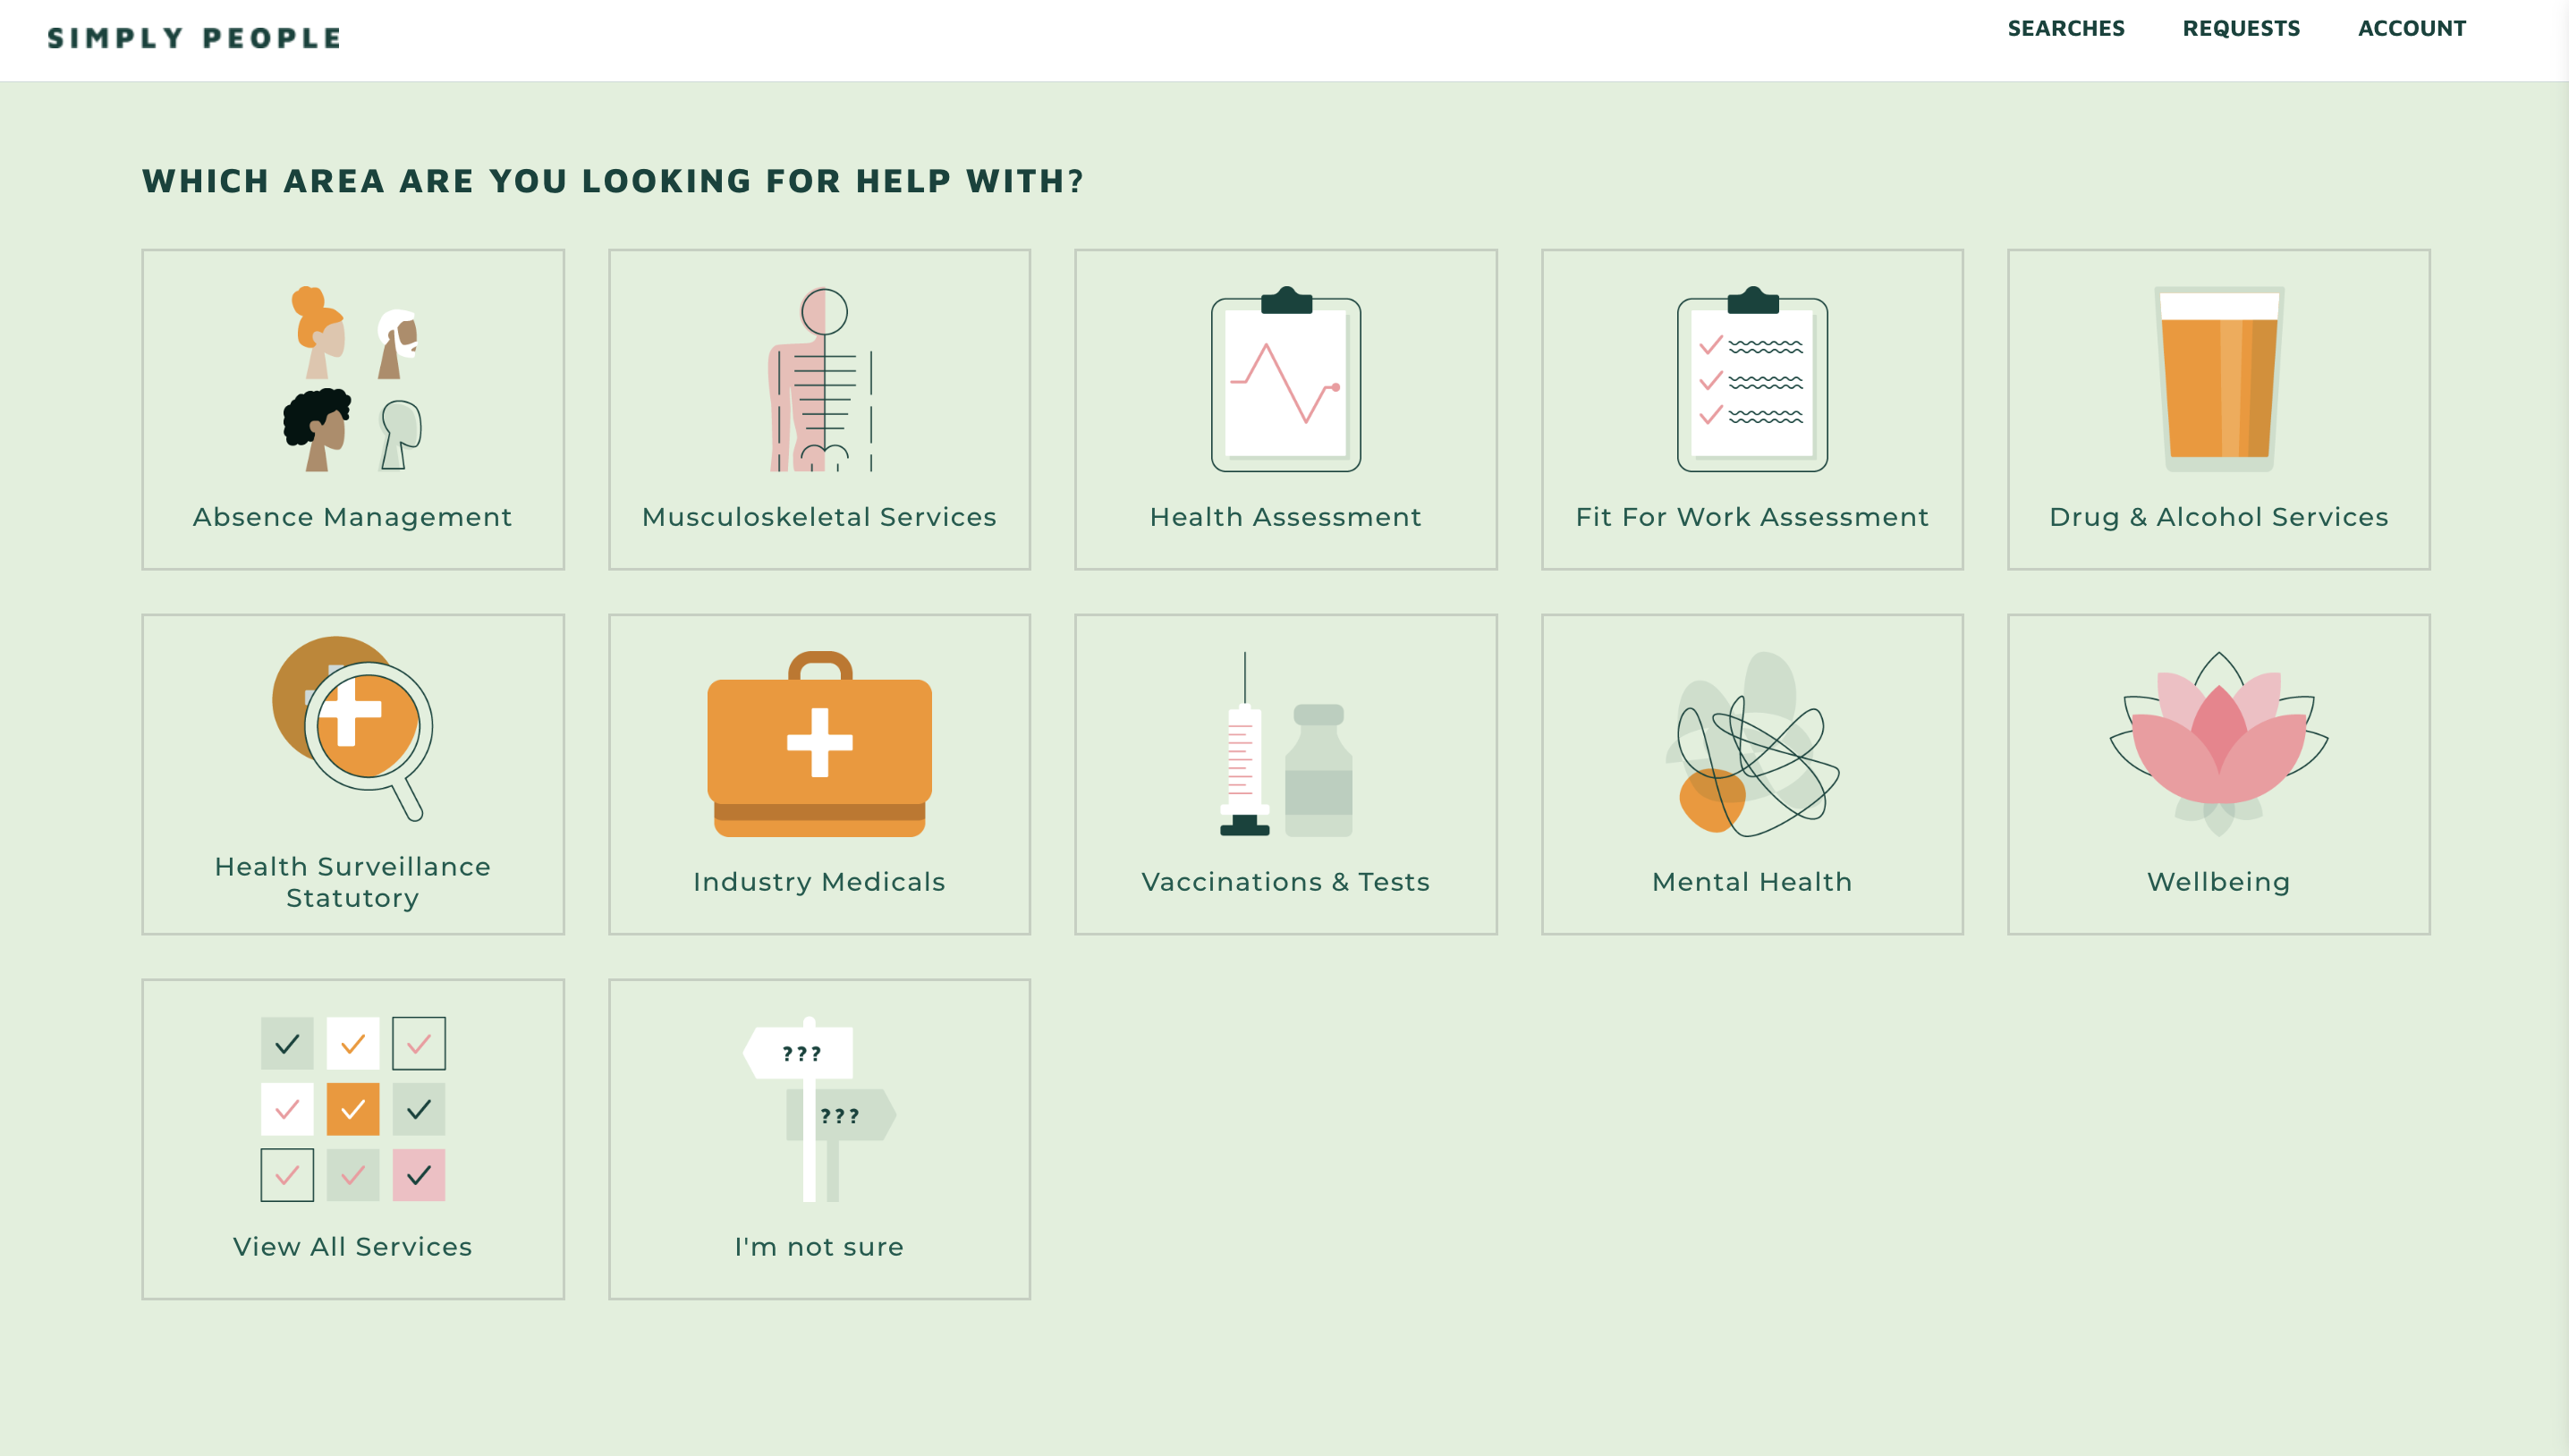 SIMPLY PEOPLE
SEARCHES REQUESTS ACCOUNT
WHICH AREA ARE YOU LOOKING FOR HELP WITH?
Absence Management
Musculoskeletal Services
Health Assessment
Fit For Work Assessment
Drug & Alcohol Services
Health Surveillance
Statutory
Industry Medicals
Vaccinations & Tests
Mental Health
Wellbeing
View All Services
???
???
I'm not sure